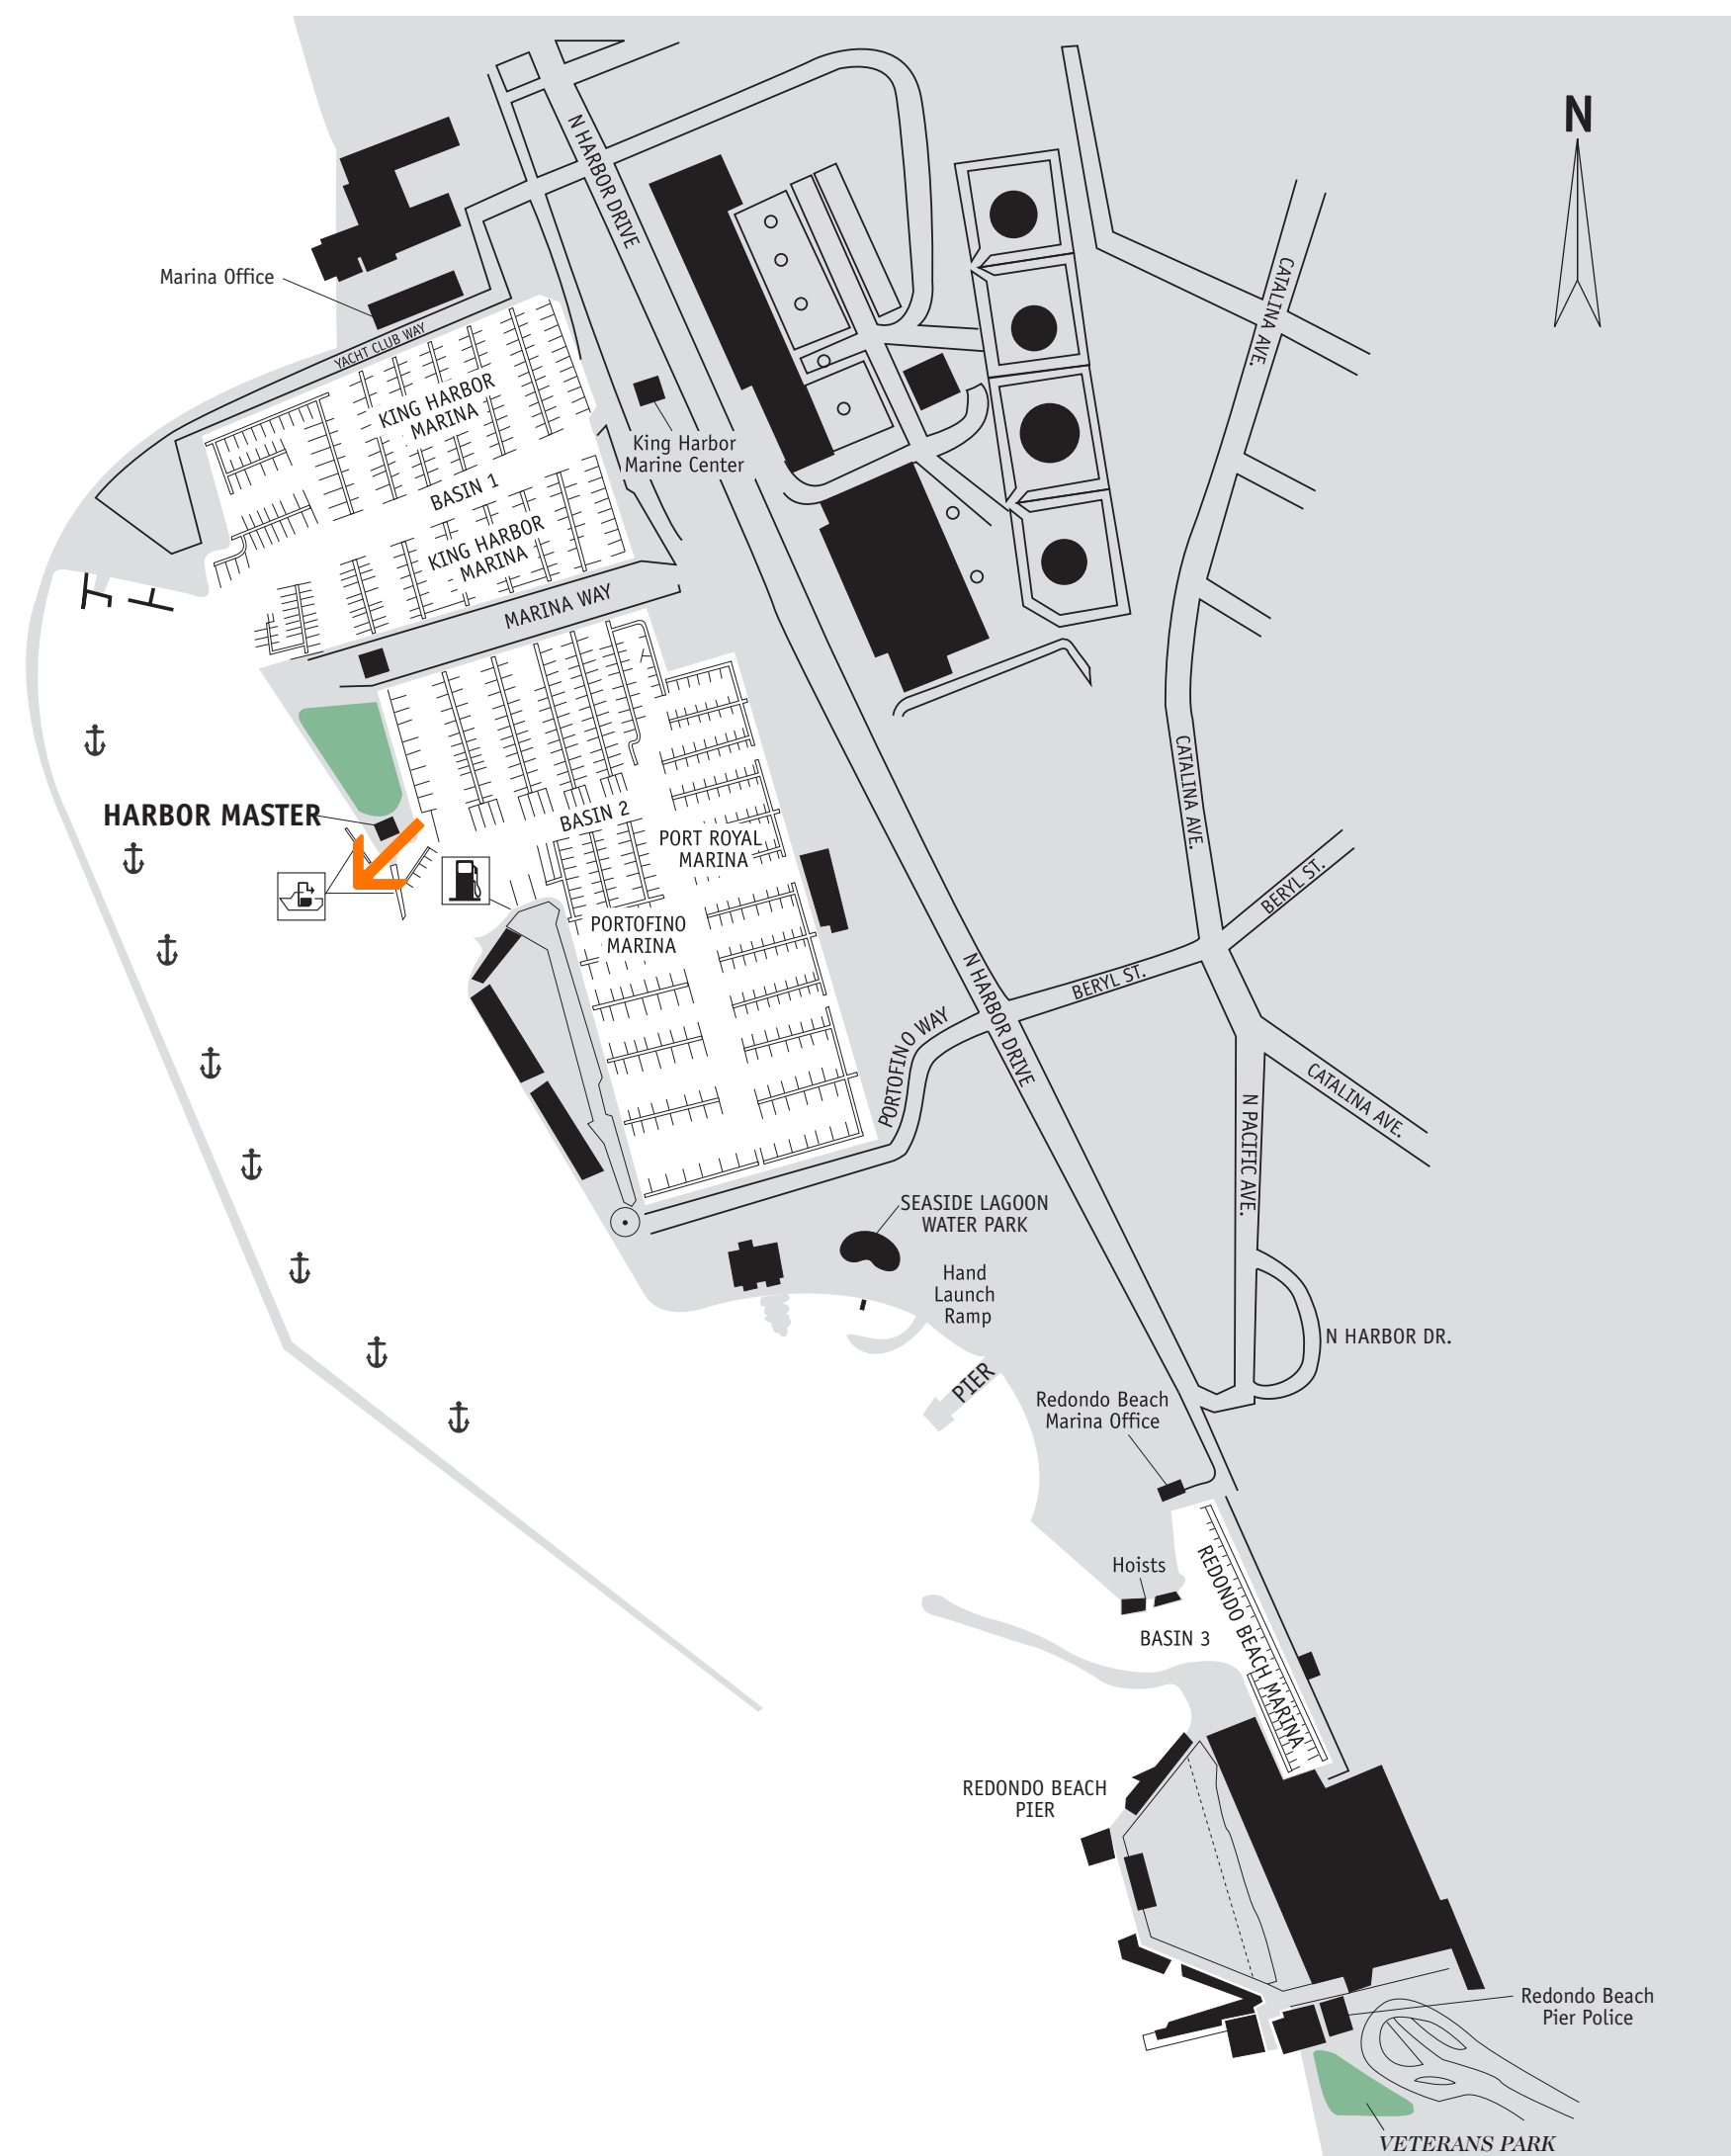 N
N HARBOR DRIVE
CATALINA AVE.
Marina Office
YACHT CLUB WAY
KING HARBOR
MARINA
King Harbor
Marine Center
BASIN 1
KING HARBOR
MARINA
MARINA WAY
CATALINA AVE.
HARBOR MASTER
BASIN 2
PORT ROYAL
MARINA
BERYL ST.
PORTOFINO
MARINA
N HARBOR DRIVE
BERYL ST.
PORTOFINO WAY
CATALINA AVE.
N PACIFIC AVE.
SEASIDE LAGOON
WATER PARK
Hand
Launch
Ramp
N HARBOR DR.
PIER
Redondo Beach
Marina Office
Hoists
REDONDO BEACH MARINA
BASIN 3
REDONDO BEACH
PIER
Redondo Beach
Pier Police
VETERANS PARK